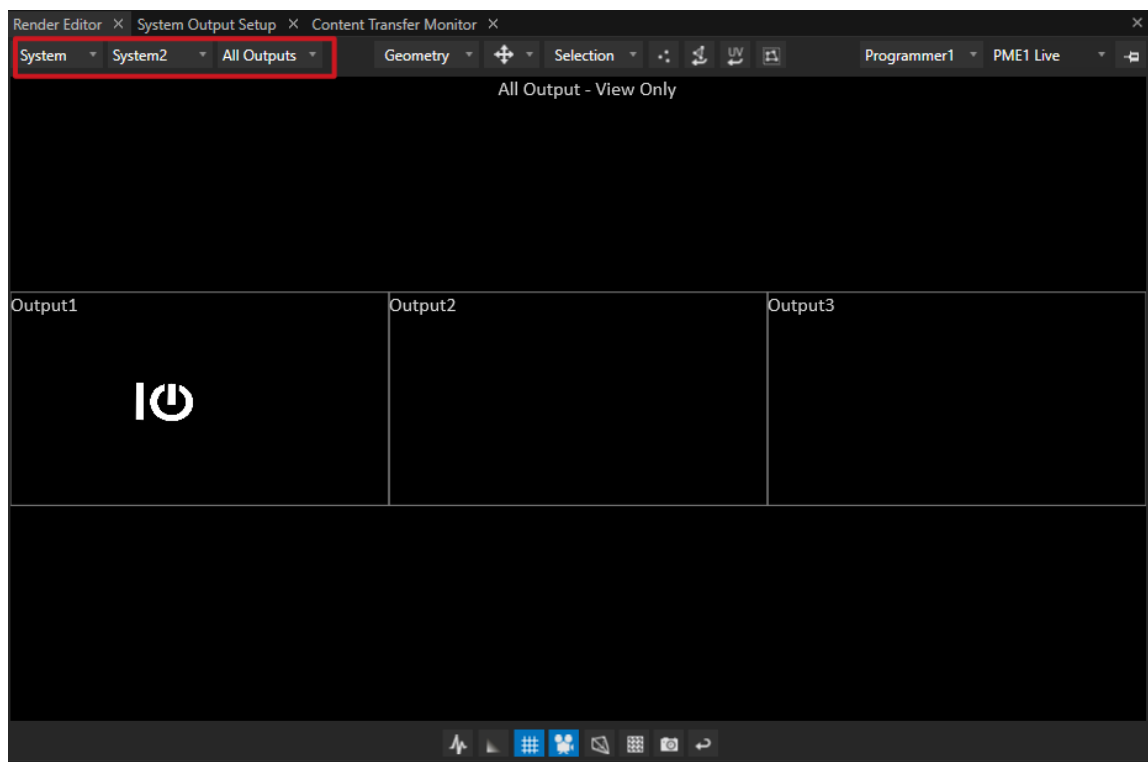 Render Editor System Output Setup Content Transfer Monitor
System System2 All Outputs Geometry Selection UV Programmer1 PME1 Live
All Output - View Only
Output1 Output2 Output3